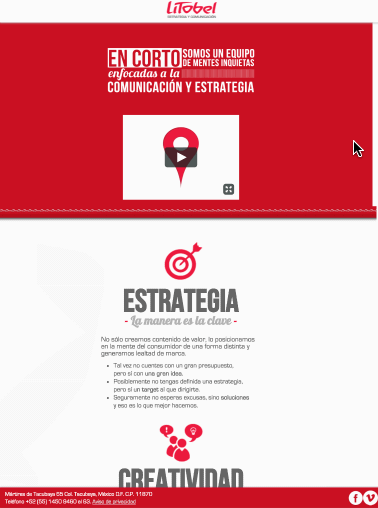 LiTobel
ESTRATEGIA Y COMUNICACIÓN
EN CORTO SOMOS UN EQUIPO
DE MENTES INQUIETAS
enfocadas a la
COMUNICACIÓN Y ESTRATEGIA
ESTRATEGIA
- La manera es la clave -
No sólo creamos contenido de valor, lo posicionamos
en la mente del consumidor de una forma distinta y
generamos lealtad de marca.
• Tal vez no cuentes con un gran presupuesto,
pero sí con una gran idea.
• Posiblemente no tengas definida una estrategia,
pero sí un target al que dirigirte.
• Seguramente no esperas excusas, sino soluciones
y eso es lo que mejor hacemos.
CREATIVIDAD
Mártires de Tacubaya 65 Col. Tacubaya, México D.F. C.P. 11870
Teléfono +52 (55) 1450 9460 al 63. Aviso de privacidad